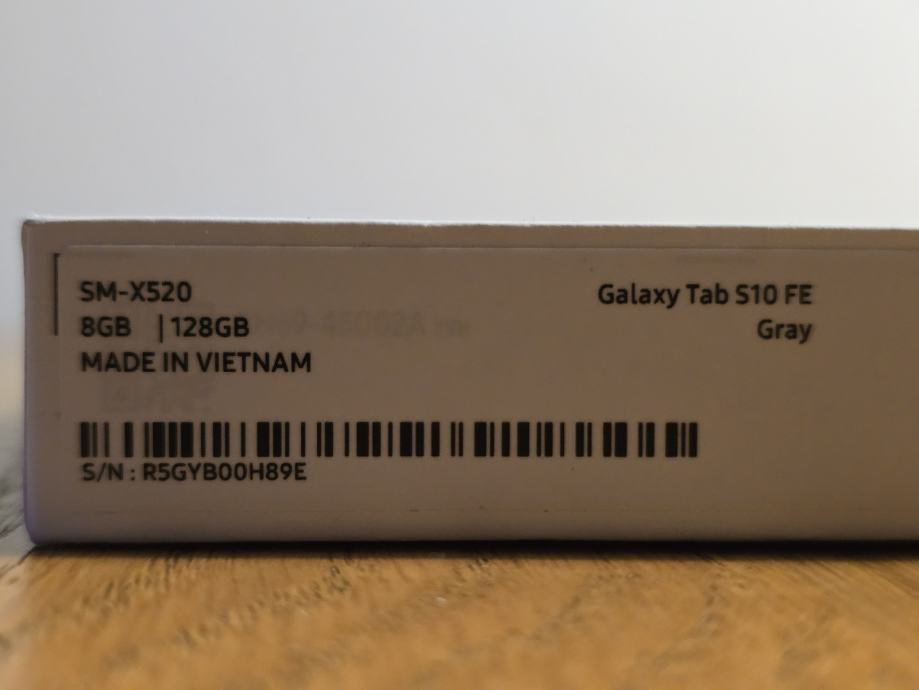 SM-X520
Galaxy Tab S10 FE
8GB | 128GB
Gray
MADE IN VIETNAM
S/N : R5GYB00H89E